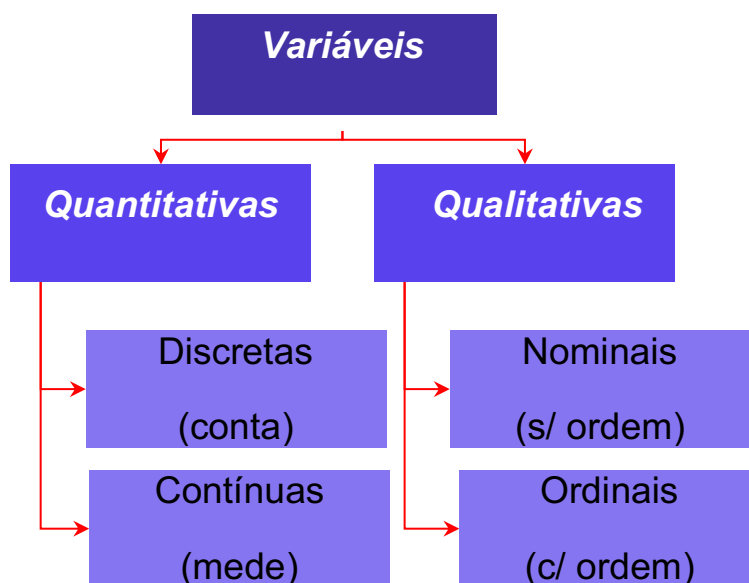 Variáveis
Quantitativas
Qualitativas
Discretas
(conta)
Nominais
(s/ ordem)
Contínuas
(mede)
Ordinais
(c/ ordem)